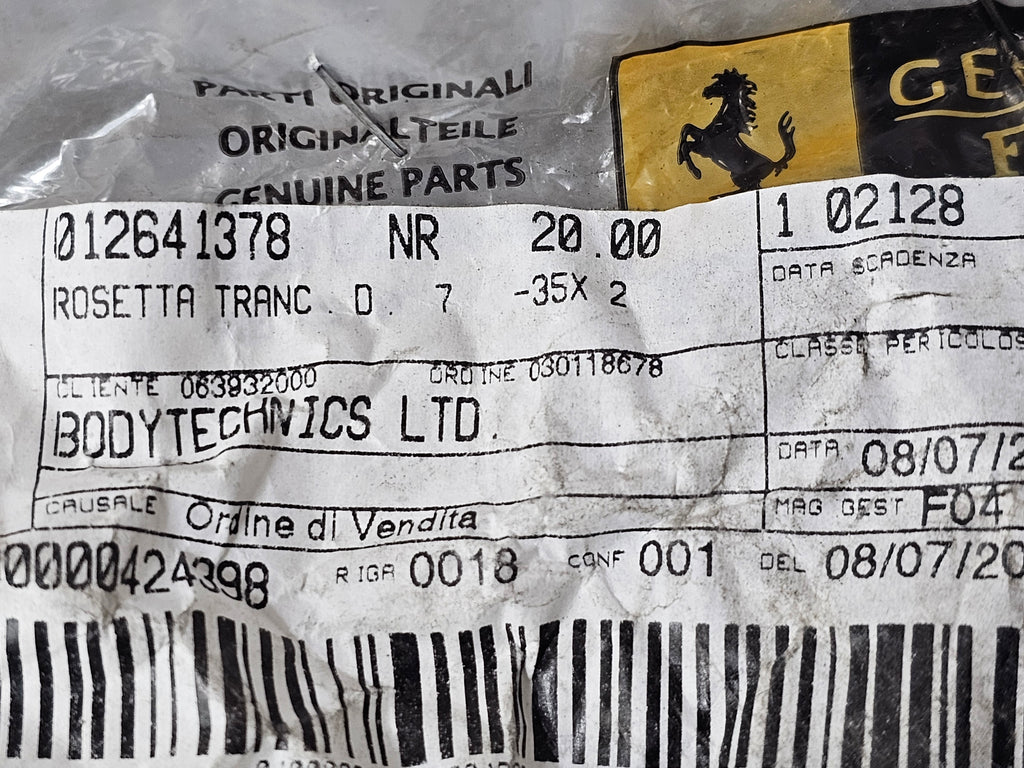 PARTI ORIGINALI
ORIGINALTEILE
GENUINE PARTS
012641378 NR 20.00
1 02128
ROSETTA TRANC. D. 7 -35X 2
DATA SCADENZA
CLIENTE 063932000 ORDINE 030118678
BODYTECHNICS LTD.
DATA 08/07/2
CAUSALE Ordine di Vendita
MAG GEST F04
0000424398 RIGA 0018 CONF 001 DEL 08/07/20